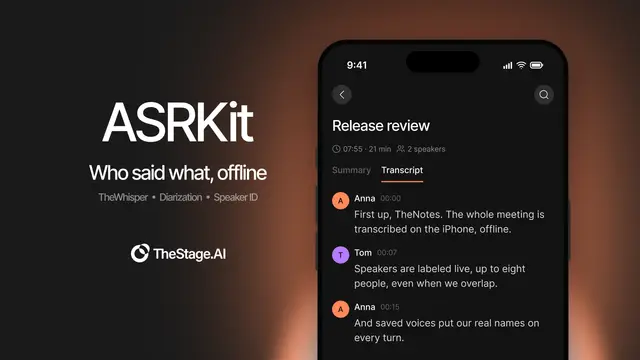 ASRKit
Who said what, offline
TheWhisper • Diarization • Speaker ID
TheStage.AI
9:41
Release review
07:55 · 21 min 2 speakers
Summary Transcript
A Anna 00:00
First up, TheNotes. The whole meeting is
transcribed on the iPhone, offline.
T Tom 00:07
Speakers are labeled live, up to eight
people, even when we overlap.
A Anna 00:15
And saved voices put our real names on
every turn.